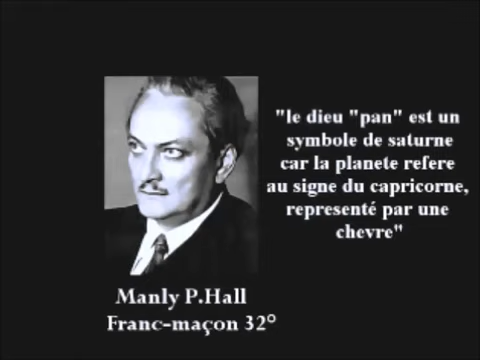 "le dieu "pan" est un
symbole de saturne
car la planete refere
au signe du capricorne,
representé par une
chevre"
Manly P.Hall
Franc-maçon 32°